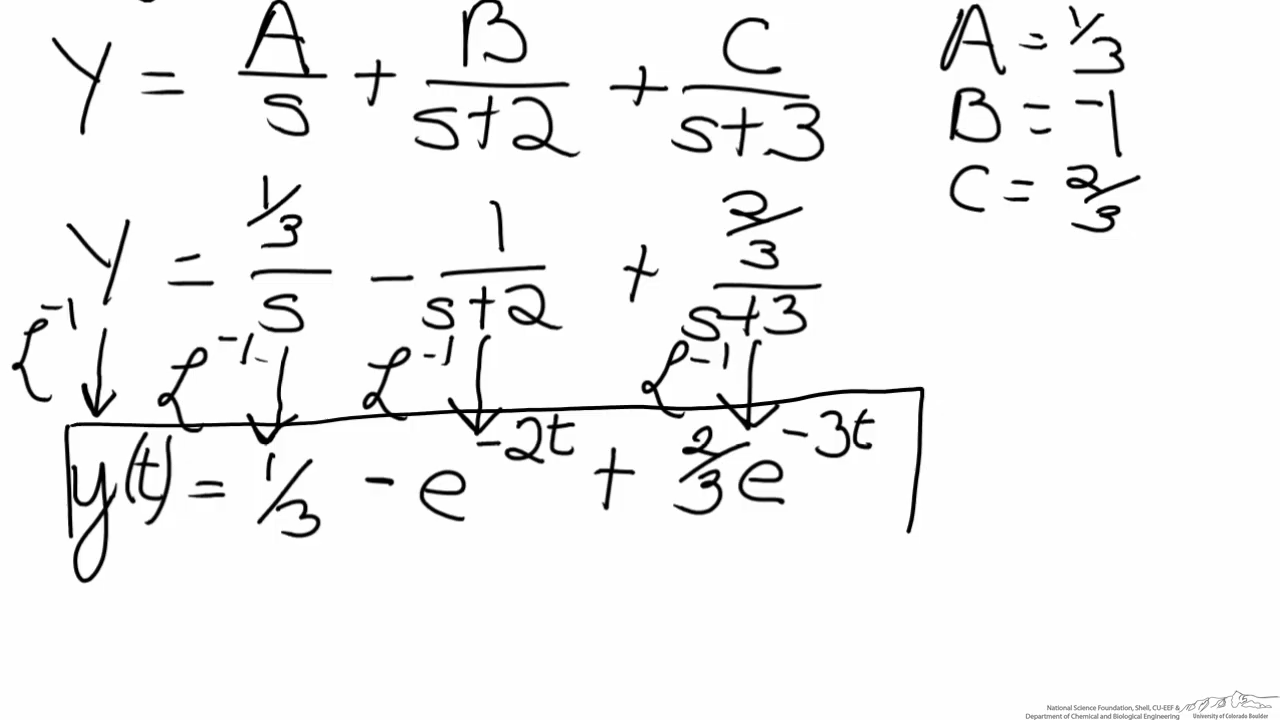 Y = A/s + B/(s+2) + C/(s+3)
A = 1/3
B = -1
C = 2/3
Y = (1/3)/s - 1/(s+2) + (2/3)/(s+3)
ℒ⁻¹ ↓ ℒ⁻¹ ↓ ℒ⁻¹ ↓ ℒ⁻¹ ↓
y(t) = 1/3 - e^(-2t) + 2/3 e^(-3t)
National Science Foundation, Shell, CU-EEF &
Department of Chemical and Biological Engineering
University of Colorado Boulder